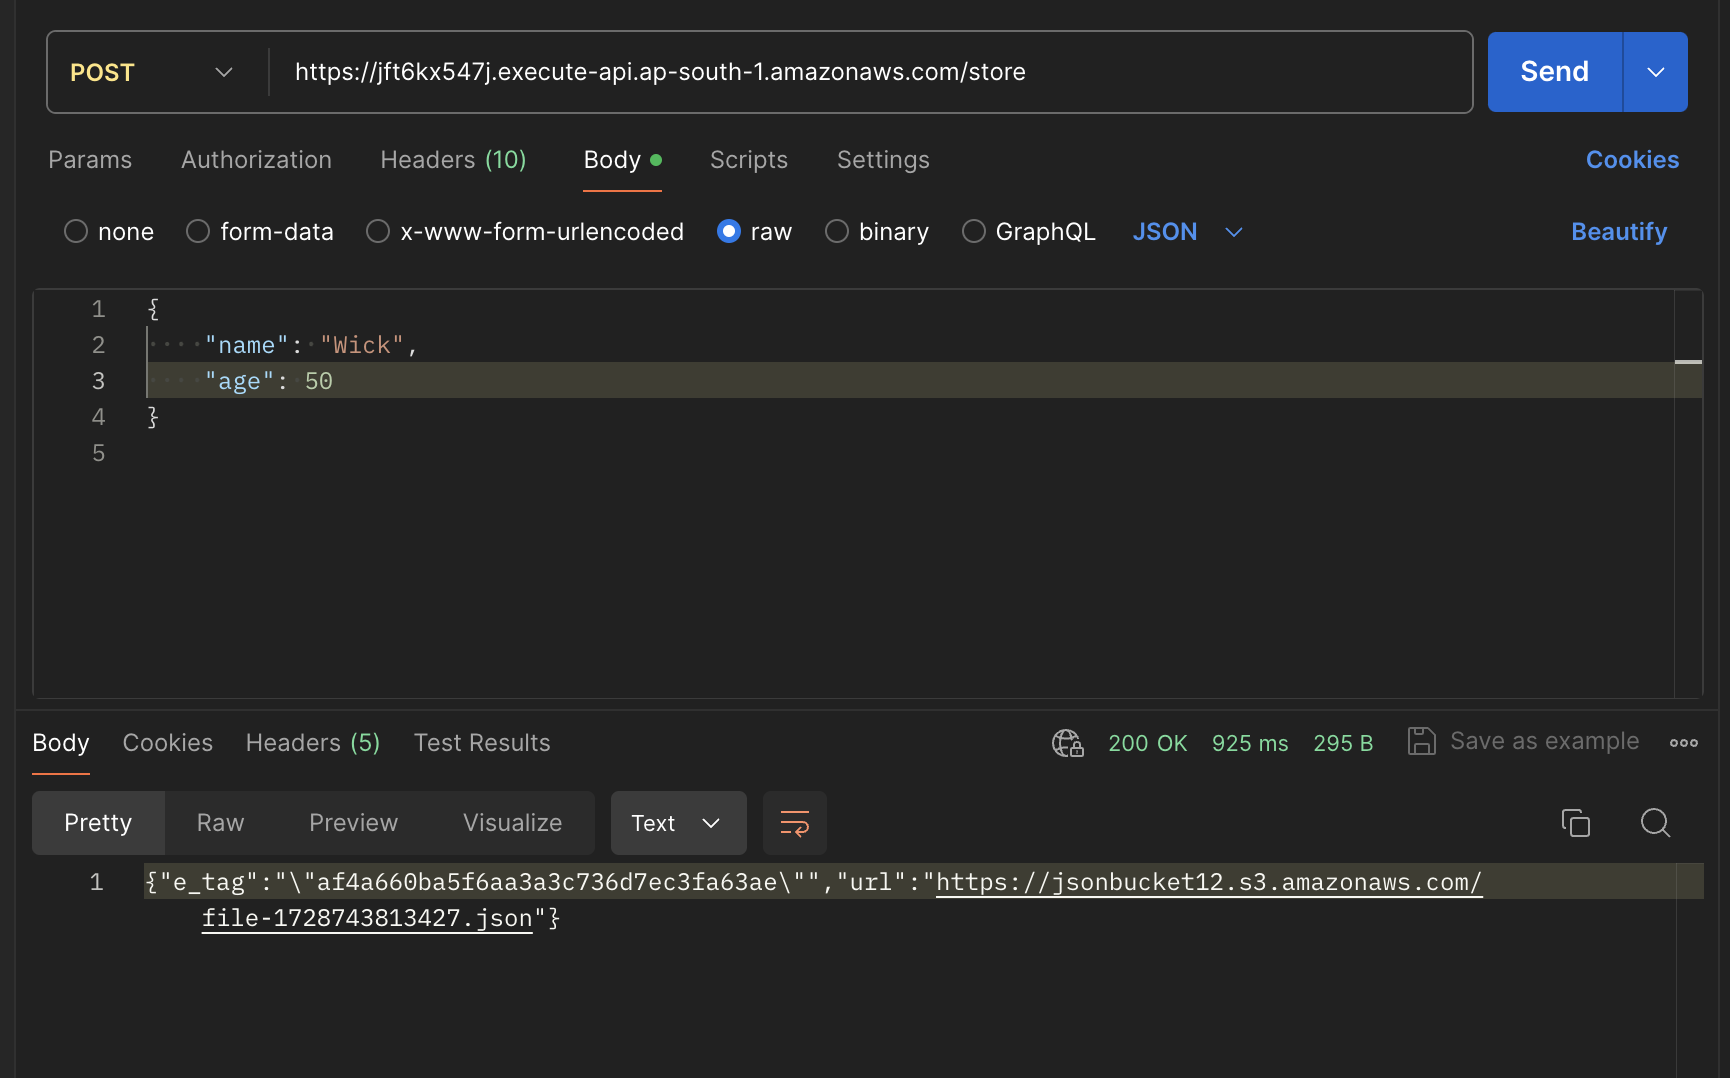 POST https://jft6kx547j.execute-api.ap-south-1.amazonaws.com/store Send
Params Authorization Headers (10) Body Scripts Settings Cookies
none form-data x-www-form-urlencoded raw binary GraphQL JSON Beautify
1 {
2 "name": "Wick",
3 "age": 50
4 }
5
Body Cookies Headers (5) Test Results 200 OK 925 ms 295 B Save as example
Pretty Raw Preview Visualize Text
1 {"e_tag":"\"af4a660ba5f6aa3a3c736d7ec3fa63ae\"","url":"https://jsonbucket12.s3.amazonaws.com/
file-1728743813427.json"}